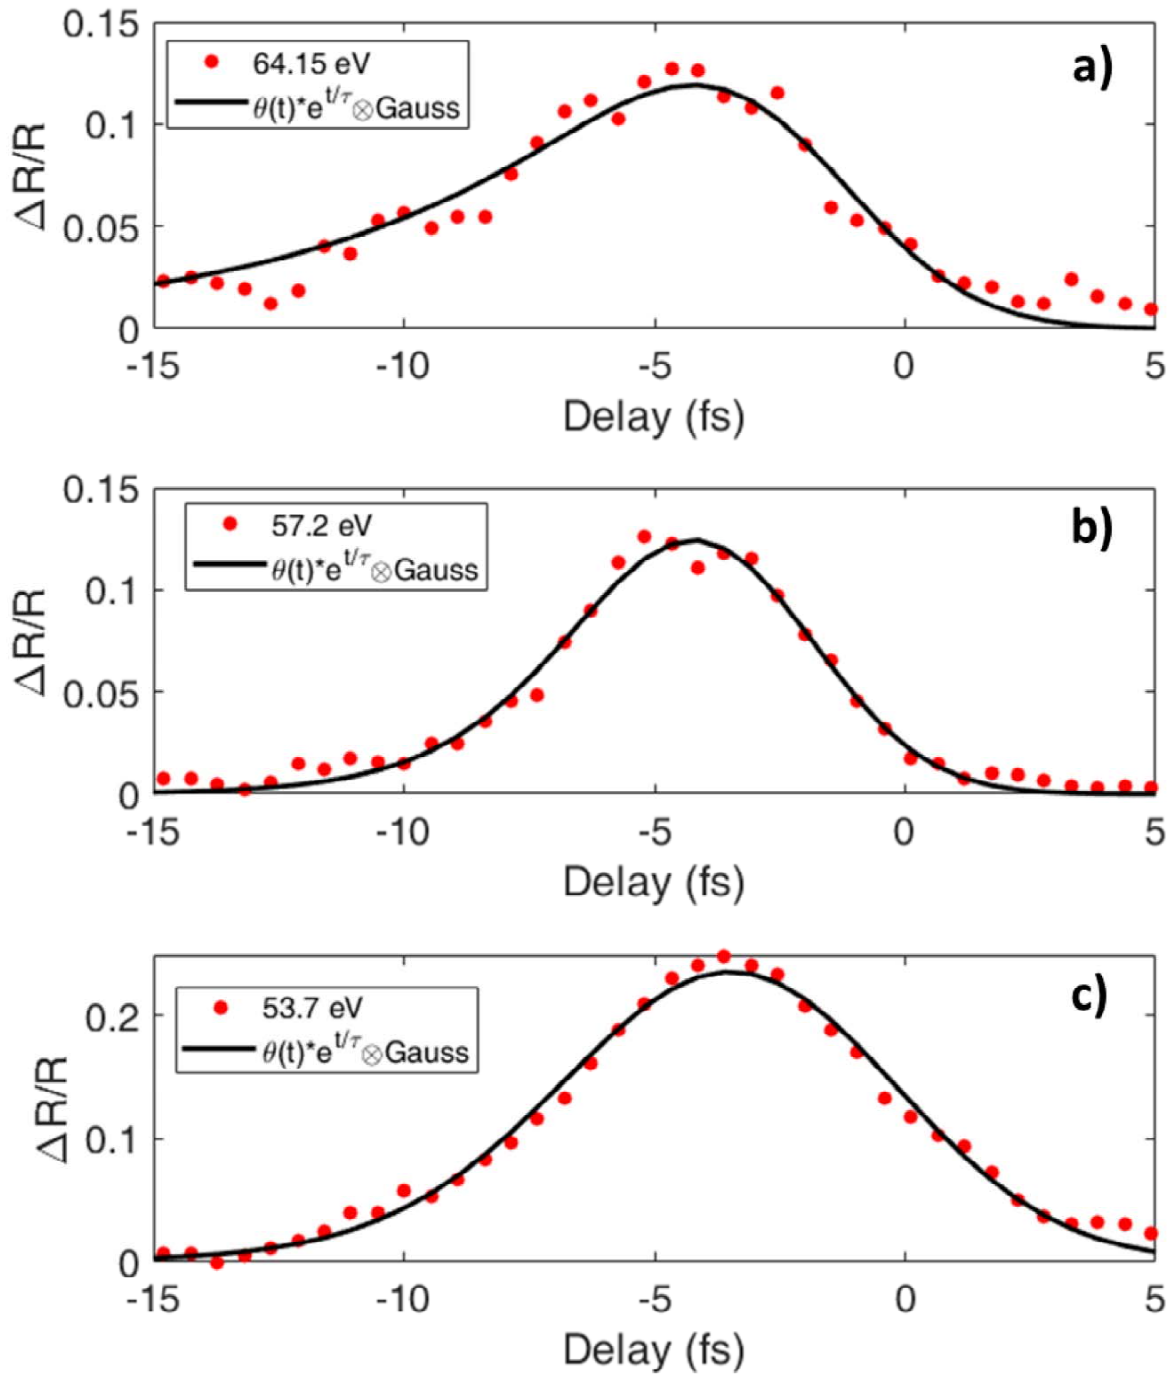 0.15
a)
64.15 eV
θ(t)*e^t/τ⊗Gauss
0.1
ΔR/R
0.05
0
-15 -10 -5 0 5
Delay (fs)
0.15
b)
57.2 eV
θ(t)*e^t/τ⊗Gauss
0.1
ΔR/R
0.05
0
-15 -10 -5 0 5
Delay (fs)
c)
53.7 eV
0.2
θ(t)*e^t/τ⊗Gauss
ΔR/R
0.1
0
-15 -10 -5 0 5
Delay (fs)